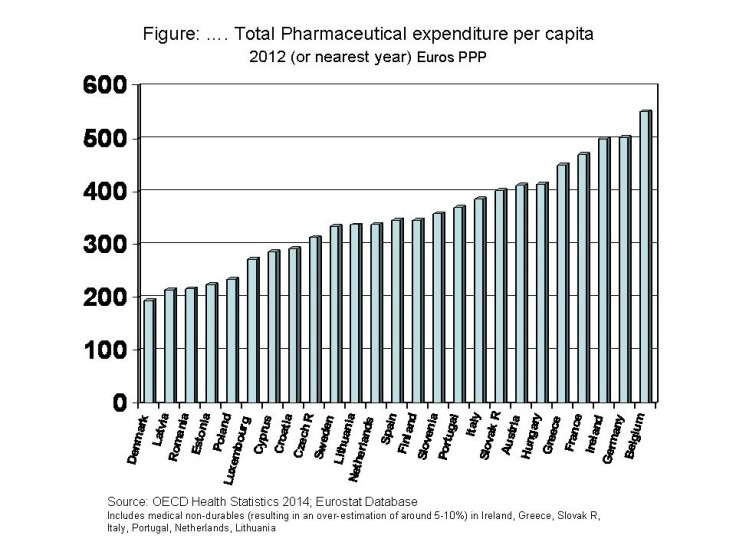 Figure: …. Total Pharmaceutical expenditure per capita
2012 (or nearest year) Euros PPP
600
500
400
300
200
100
0
Denmark
Latvia
Romania
Estonia
Poland
Luxembourg
Cyprus
Croatia
Czech R
Sweden
Lithuania
Netherlands
Spain
Finland
Slovenia
Portugal
Italy
Slovak R
Austria
Hungary
Greece
France
Ireland
Germany
Belgium
Source: OECD Health Statistics 2014; Eurostat Database
Includes medical non-durables (resulting in an over-estimation of around 5-10%) in Ireland, Greece, Slovak R,
Italy, Portugal, Netherlands, Lithuania